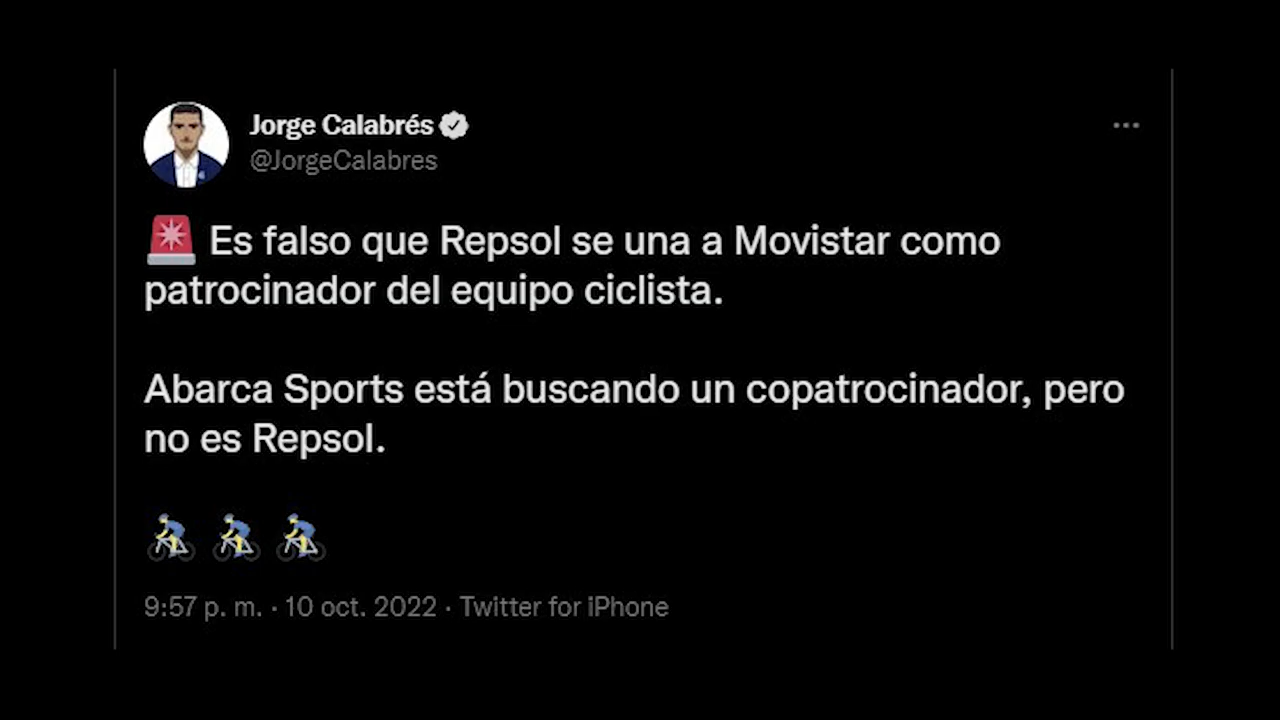 Jorge Calabrés
@JorgeCalabres
🚨 Es falso que Repsol se una a Movistar como
patrocinador del equipo ciclista.
Abarca Sports está buscando un copatrocinador, pero
no es Repsol.
🚴 🚴 🚴
9:57 p. m. · 10 oct. 2022 · Twitter for iPhone